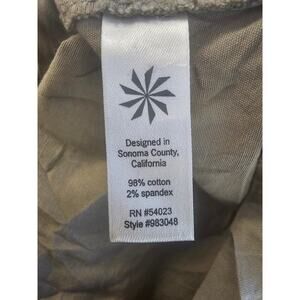 Designed in
Sonoma County,
California
98% cotton
2% spandex
RN #54023
Style #983048